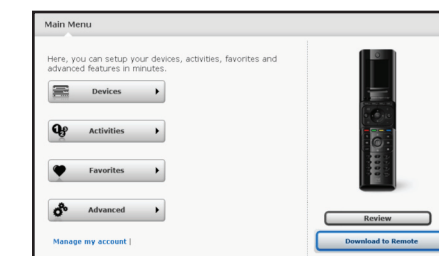 Main Menu
Here, you can setup your devices, activities, favorites and
advanced features in minutes.
Devices
Activities
Favorites
Advanced
Manage my account |
Review
Download to Remote